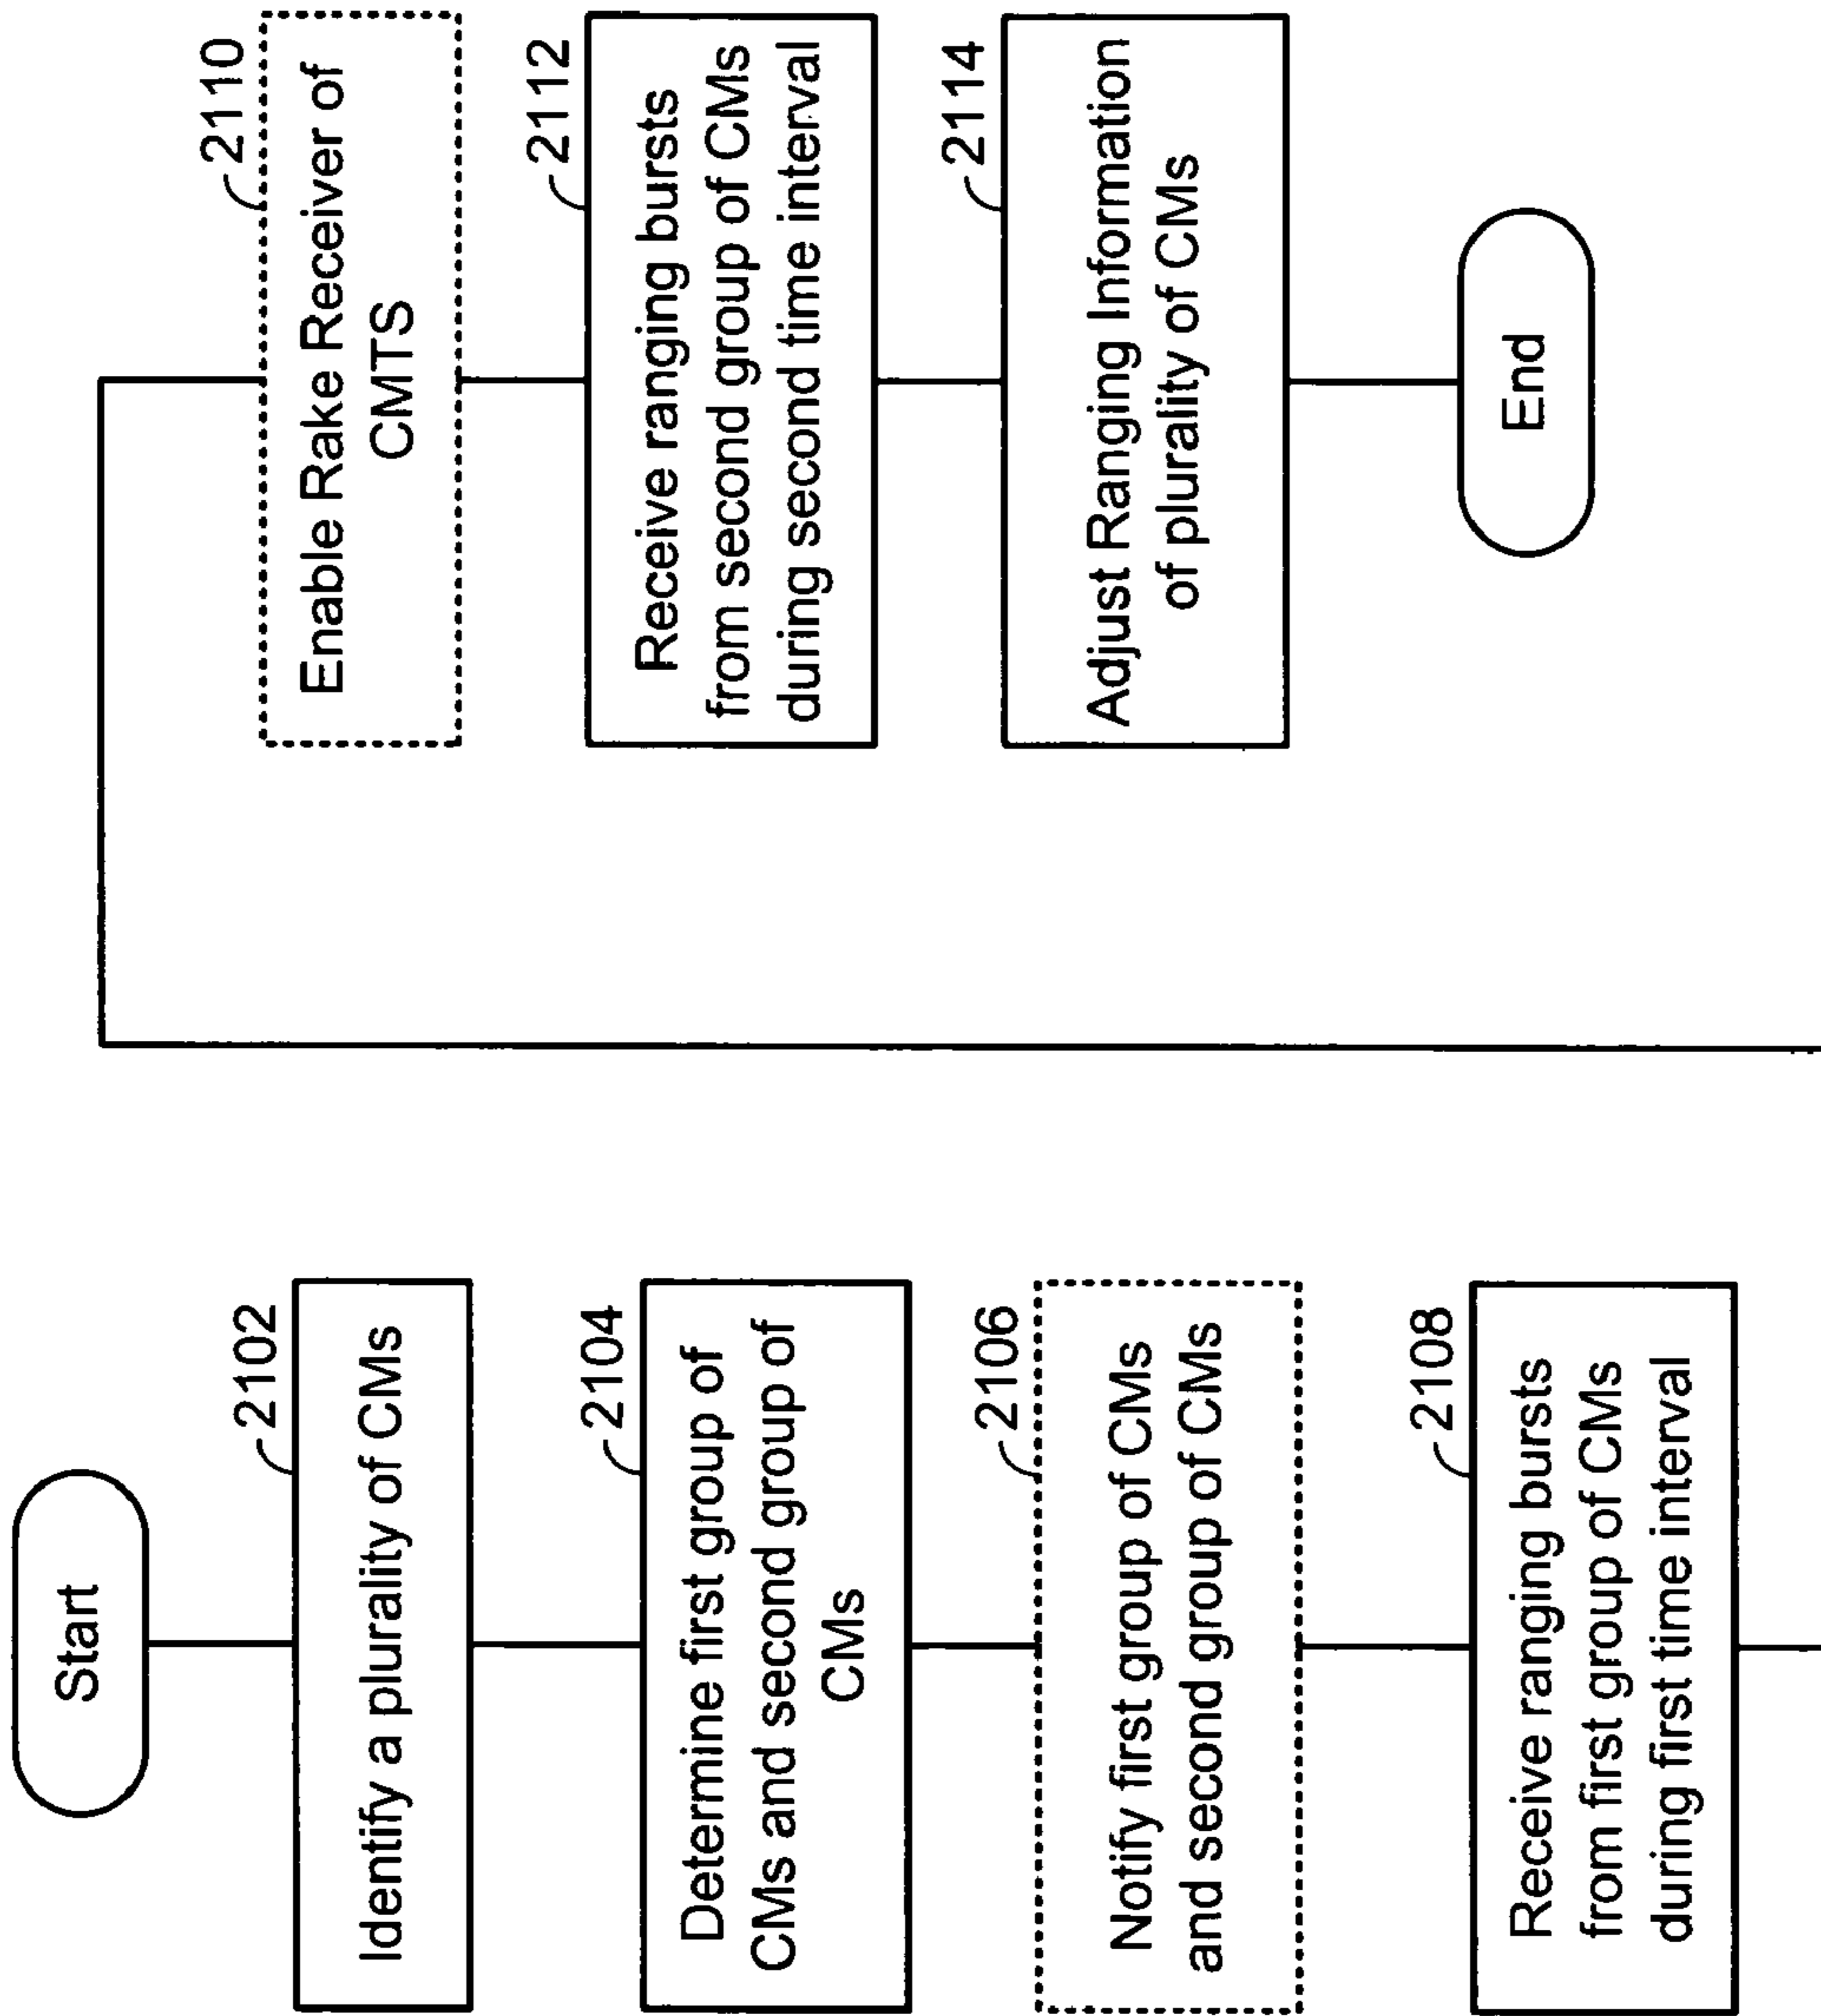 Start
2102
Identify a plurality of CMs
2104
Determine first group of
CMs and second group of
CMs
2106
Notify first group of CMs
and second group of CMs
2108
Receive ranging bursts
from first group of CMs
during first time interval
2110
Enable Rake Receiver of
CMTS
2112
Receive ranging bursts
from second group of CMs
during second time interval
2114
Adjust Ranging Information
of plurality of CMs
End